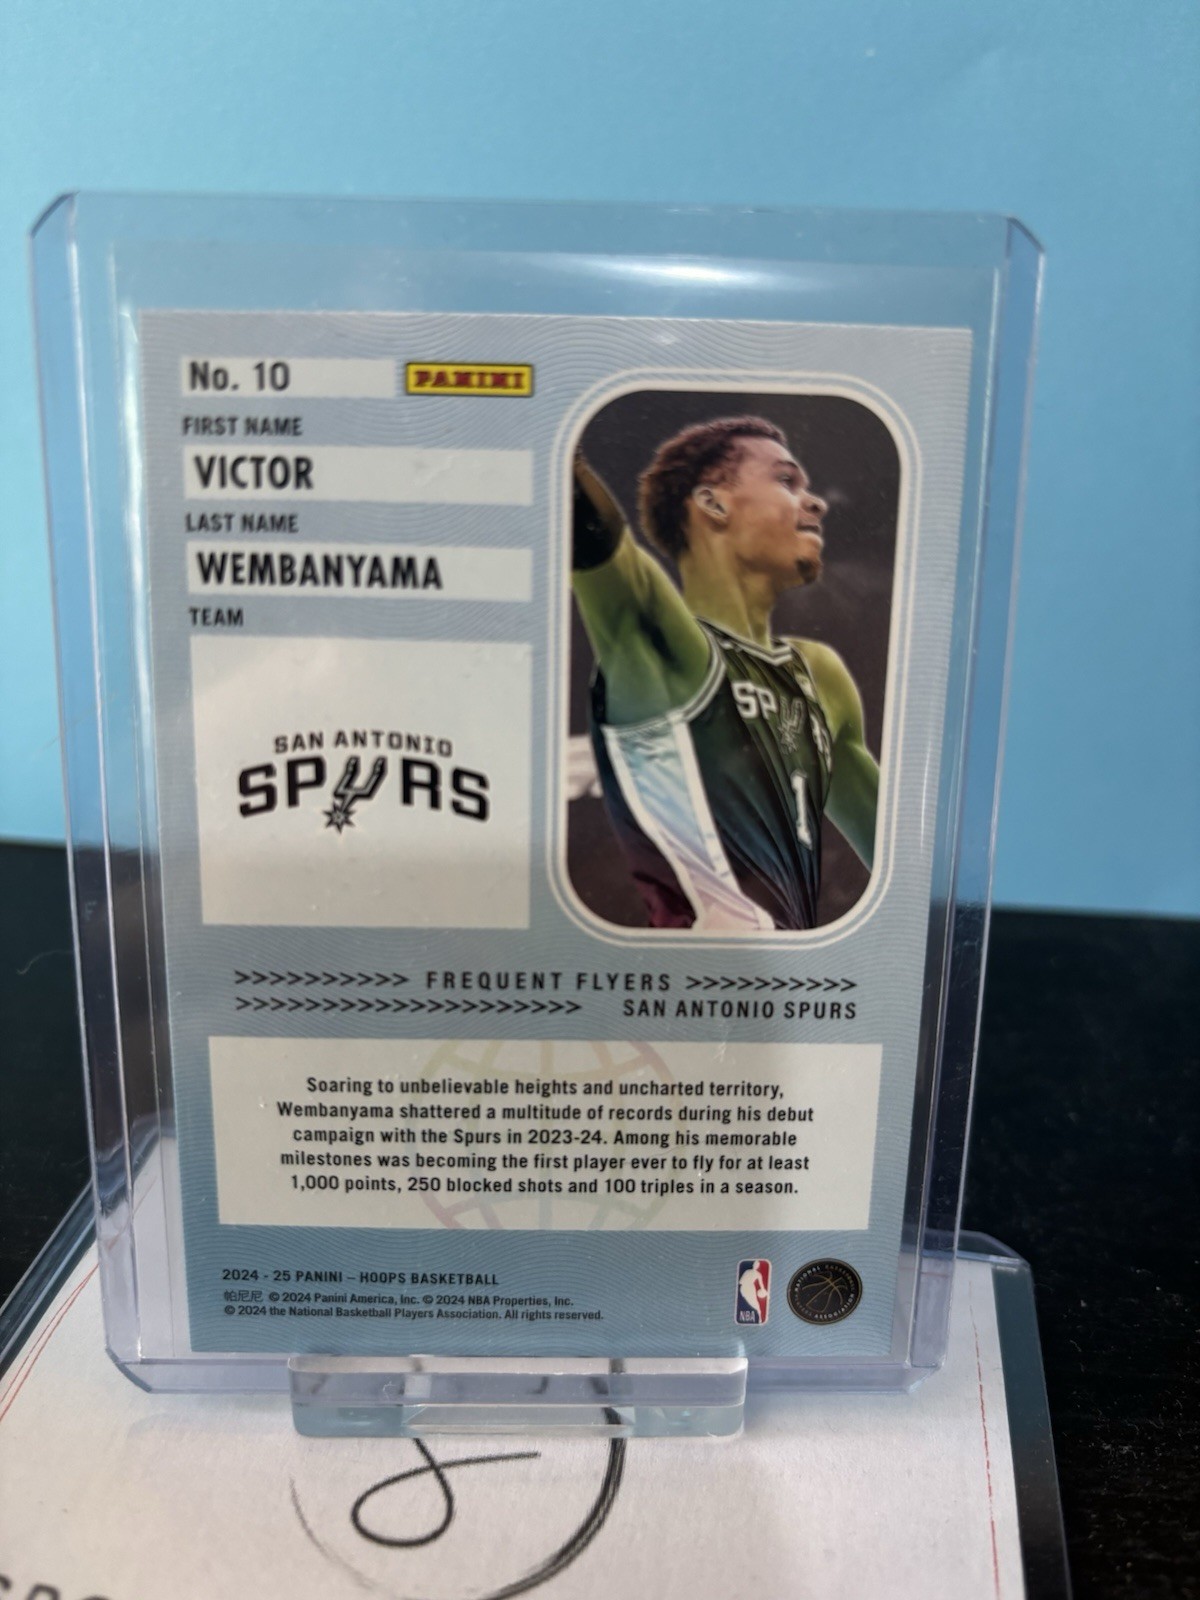 No. 10
PANINI
FIRST NAME
VICTOR
LAST NAME
WEMBANYAMA
TEAM
SAN ANTONIO
SPURS
SP
1
>>>>>>>>>> FREQUENT FLYERS >>>>>>>>>>
>>>>>>>>>>>>>>>>>>>> SAN ANTONIO SPURS
Soaring to unbelievable heights and uncharted territory,
Wembanyama shattered a multitude of records during his debut
campaign with the Spurs in 2023-24. Among his memorable
milestones was becoming the first player ever to fly for at least
1,000 points, 250 blocked shots and 100 triples in a season.
2024 - 25 PANINI – HOOPS BASKETBALL
帕尼尼 © 2024 Panini America, Inc. © 2024 NBA Properties, Inc.
© 2024 the National Basketball Players Association. All rights reserved.
NBA